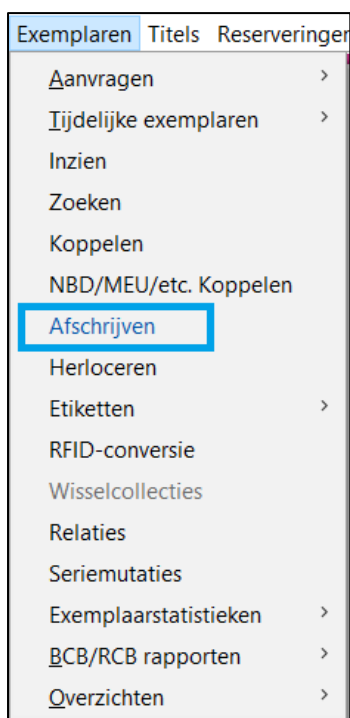 Exemplaren Titels Reserveringer
Aanvragen
Tijdelijke exemplaren
Inzien
Zoeken
Koppelen
NBD/MEU/etc. Koppelen
Afschrijven
Herloceren
Etiketten
RFID-conversie
Wisselcollecties
Relaties
Seriemutaties
Exemplaarstatistieken
BCB/RCB rapporten
Overzichten